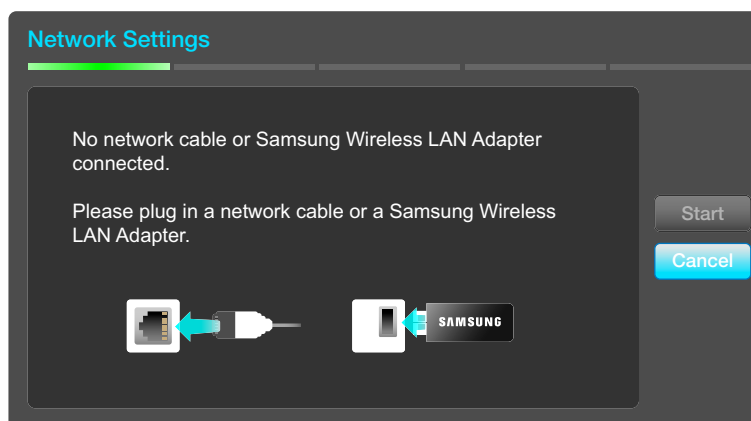 Network Settings
No network cable or Samsung Wireless LAN Adapter
connected.
Please plug in a network cable or a Samsung Wireless
LAN Adapter.
Start
Cancel
SAMSUNG